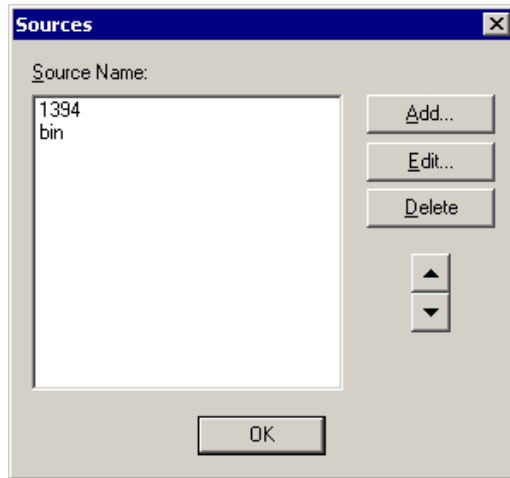 Sources
Source Name:
1394
bin
Add...
Edit...
Delete
OK